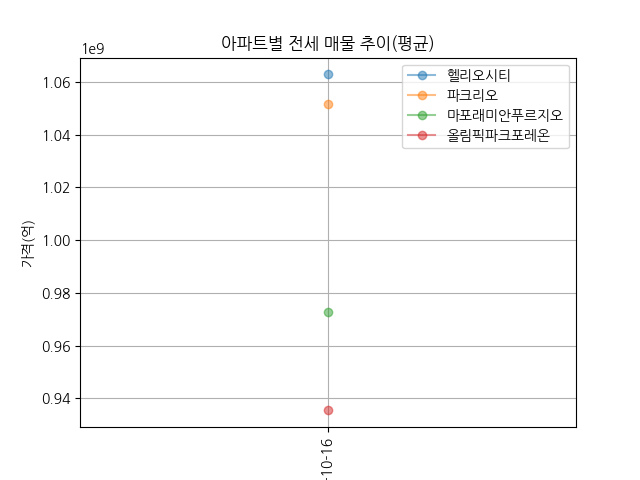 아파트별 전세 매물 추이(평균)
1e9
헬리오시티
파크리오
마포래미안푸르지오
올림픽파크포레온
1.06
1.04
1.02
1.00
0.98
0.96
0.94
가격(억)
-10-16